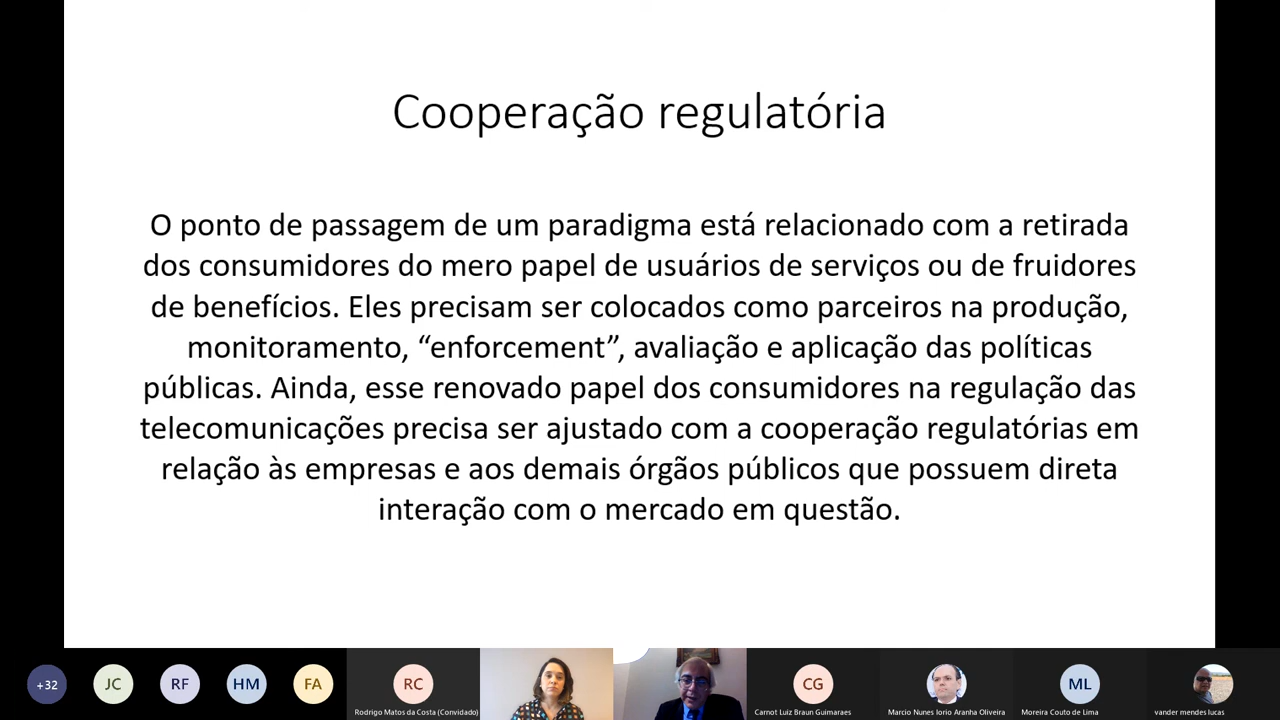 Cooperação regulatória
O ponto de passagem de um paradigma está relacionado com a retirada
dos consumidores do mero papel de usuários de serviços ou de fruidores
de benefícios. Eles precisam ser colocados como parceiros na produção,
monitoramento, “enforcement”, avaliação e aplicação das políticas
públicas. Ainda, esse renovado papel dos consumidores na regulação das
telecomunicações precisa ser ajustado com a cooperação regulatórias em
relação às empresas e aos demais órgãos públicos que possuem direta
interação com o mercado em questão.
+32
JC
RF
HM
FA
RC
CG
ML
Rodrigo Matos da Costa (Convidado)
Carnot Luiz Braun Guimaraes
Marcio Nunes Iorio Aranha Oliveira
Moreira Couto de Lima
vander mendes lucas